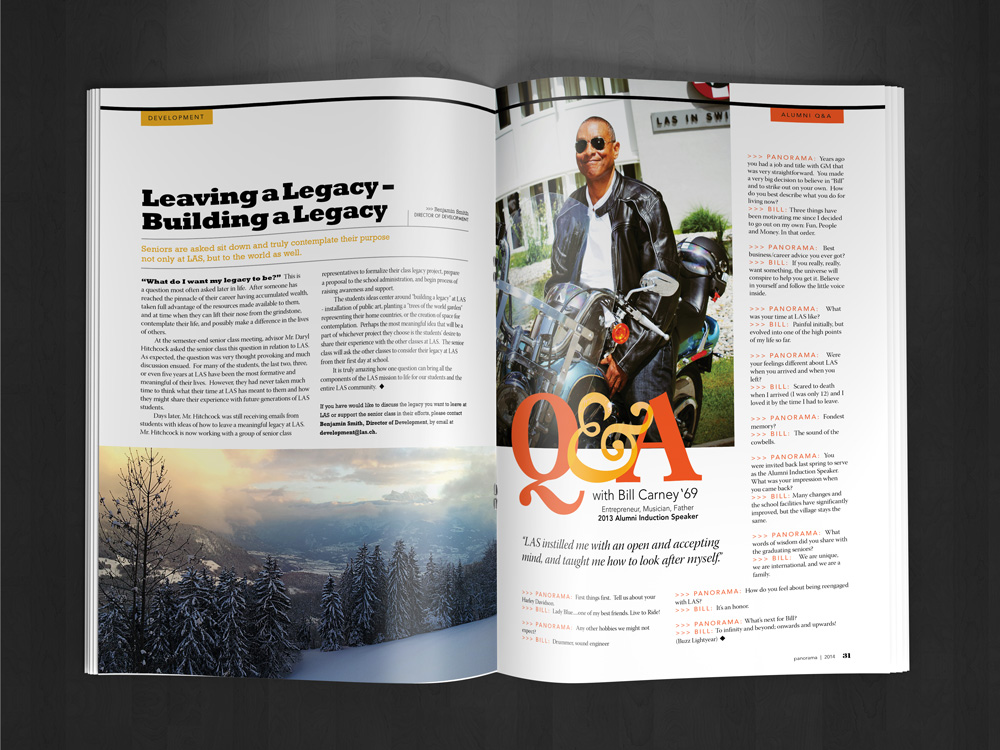 DEVELOPMENT
Leaving a Legacy –
Building a Legacy
>>> Benjamin Smith
DIRECTOR OF DEVELOPMENT
Seniors are asked sit down and truly contemplate their purpose
not only at LAS, but to the world as well.
“What do I want my legacy to be?” This is
a question most often asked later in life. After someone has
reached the pinnacle of their career having accumulated wealth,
taken full advantage of the resources made available to them,
and at time when they can lift their nose from the grindstone,
contemplate their life, and possibly make a difference in the lives
of others.
At the semester-end senior class meeting, advisor Mr. Daryl
Hitchcock asked the senior class this question in relation to LAS.
As expected, the question was very thought provoking and much
discussion ensued. For many of the students, the last two, three,
or even five years at LAS have been the most formative and
meaningful of their lives. However, they had never taken much
time to think what their time at LAS has meant to them and how
they might share their experience with future generations of LAS
students.
Days later, Mr. Hitchcock was still receiving emails from
students with ideas of how to leave a meaningful legacy at LAS.
Mr. Hitchcock is now working with a group of senior class
representatives to formalize their class legacy project, prepare
a proposal to the school administration, and begin process of
raising awareness and support.
The students ideas center around “building a legacy” at LAS
- installation of public art, planting a “trees of the world garden”
representing their home countries, or the creation of space for
contemplation. Perhaps the most meaningful idea that will be a
part of whichever project they choose is the students’ desire to
share their experience with the other classes at LAS. The senior
class will ask the other classes to consider their legacy at LAS
from their first day at school.
It is truly amazing how one question can bring all the
components of the LAS mission to life for our students and the
entire LAS community. ◆
If you have would like to discuss the legacy you want to leave at
LAS or support the senior class in their efforts, please contact
Benjamin Smith, Director of Development, by email at
development@las.ch.
LAS IN SWI
ALUMNI Q&A
Q&A
with Bill Carney ‘69
Entrepreneur, Musician, Father
2013 Alumni Induction Speaker
“LAS instilled me with an open and accepting
mind, and taught me how to look after myself.”
>>> PANORAMA: First things first. Tell us about your
Harley Davidson.
>>> BILL: Lady Blue....one of my best friends. Live to Ride!
>>> PANORAMA: Any other hobbies we might not
expect?
>>> BILL: Drummer, sound engineer
>>> PANORAMA: Years ago
you had a job and title with GM that
was very straightforward. You made
a very big decision to believe in “Bill”
and to strike out on your own. How
do you best describe what you do for
living now?
>>> BILL: Three things have
been motivating me since I decided
to go out on my own: Fun, People
and Money. In that order.
>>> PANORAMA: Best
business/career advice you ever got?
>>> BILL: If you really, really,
want something, the universe will
conspire to help you get it. Believe
in yourself and follow the little voice
inside.
>>> PANORAMA: What
was your time at LAS like?
>>> BILL: Painful initially, but
evolved into one of the high points
of my life so far.
>>> PANORAMA: Were
your feelings different about LAS
when you arrived and when you
left?
>>> BILL: Scared to death
when I arrived (I was only 12) and I
loved it by the time I had to leave.
>>> PANORAMA: Fondest
memory?
>>> BILL: The sound of the
cowbells.
>>> PANORAMA: You
were invited back last spring to serve
as the Alumni Induction Speaker.
What was your impression when
you came back?
>>> BILL: Many changes and
the school facilities have significantly
improved, but the village stays the
same.
>>> PANORAMA: What
words of wisdom did you share with
the graduating seniors?
>>> BILL: We are unique,
we are international, and we are a
family.
>>> PANORAMA: How do you feel about being reengaged
with LAS?
>>> BILL: It’s an honor.
>>> PANORAMA: What’s next for Bill?
>>> BILL: To infinity and beyond; onwards and upwards!
(Buzz Lightyear) ◆
panorama | 2014 31